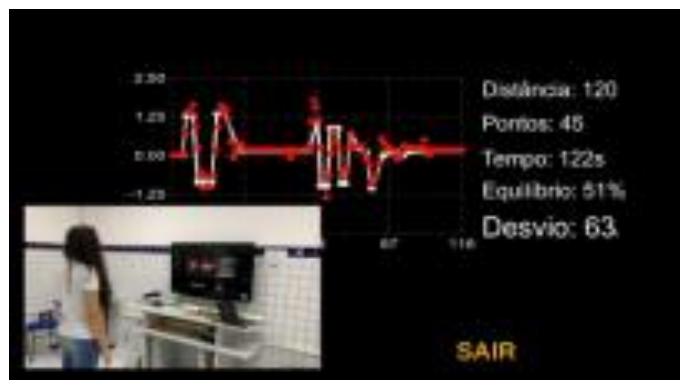 2.50
1.25
0.00
-1.25
Distância: 120
Pontos: 45
Tempo: 122s
Equilíbrio: 51%
Desvio: 63
SAIR